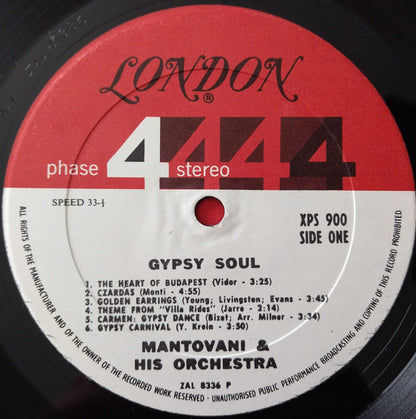 LONDON
®
phase 4 stereo
SPEED 33-⅓
XPS 900
SIDE ONE
GYPSY SOUL
1. THE HEART OF BUDAPEST (Vidor - 3:25)
2. CZARDAS (Monti - 4:55)
3. GOLDEN EARRINGS (Young; Livingston; Evans - 3:45)
4. THEME FROM "Villa Rides" (Jarre - 2:14)
5. CARMEN: GYPSY DANCE (Bizet; Arr. Milner - 3:34)
6. GYPSY CARNIVAL (Y. Krein - 3:50)
MANTOVANI &
HIS ORCHESTRA
ZAL 8336 P
ALL RIGHTS OF THE MANUFACTURER AND OF THE OWNER OF THE RECORDED WORK RESERVED · UNAUTHORISED PUBLIC PERFORMANCE BROADCASTING AND COPYING OF THIS RECORD PROHIBITED